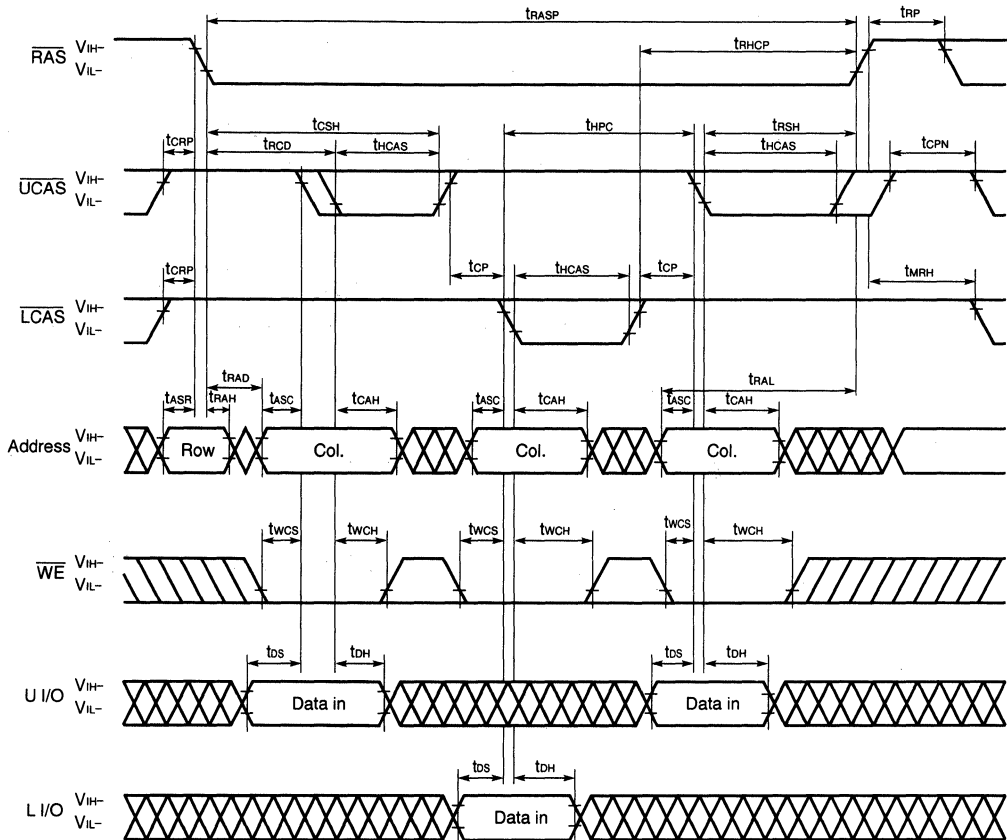 tRASP
tRP
tRHCP
RAS VIH–
VIL–
tCSH
tHPC
tRSH
tCRP
tRCD
tHCAS
tHCAS
tCPN
UCAS VIH–
VIL–
tCRP
tCP
tHCAS
tCP
tMRH
LCAS VIH–
VIL–
tRAD
tRAL
tASR
tRAH
tASC
tCAH
tASC
tCAH
tASC
tCAH
Address VIH–
VIL–
Row
Col.
Col.
Col.
tWCS
tWCH
tWCS
tWCH
tWCS
tWCH
WE VIH–
VIL–
tDS
tDH
tDS
tDH
U I/O VIH–
VIL–
Data in
Data in
tDS
tDH
L I/O VIH–
VIL–
Data in